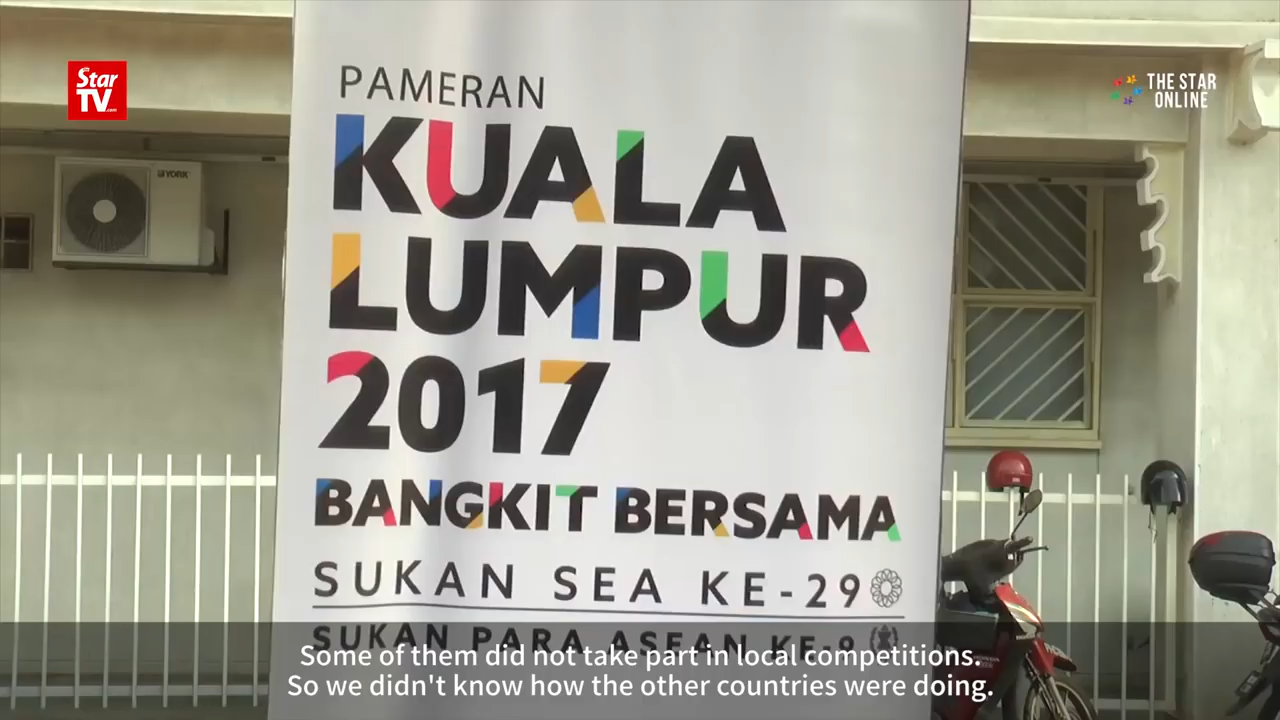 Star
TV.com
THE STAR
ONLINE
YORK
PAMERAN
KUALA
LUMPUR
2017
BANGKIT BERSAMA
SUKAN SEA KE-29
SUKAN PARA ASEAN KE-9
Some of them did not take part in local competitions.
So we didn't know how the other countries were doing.